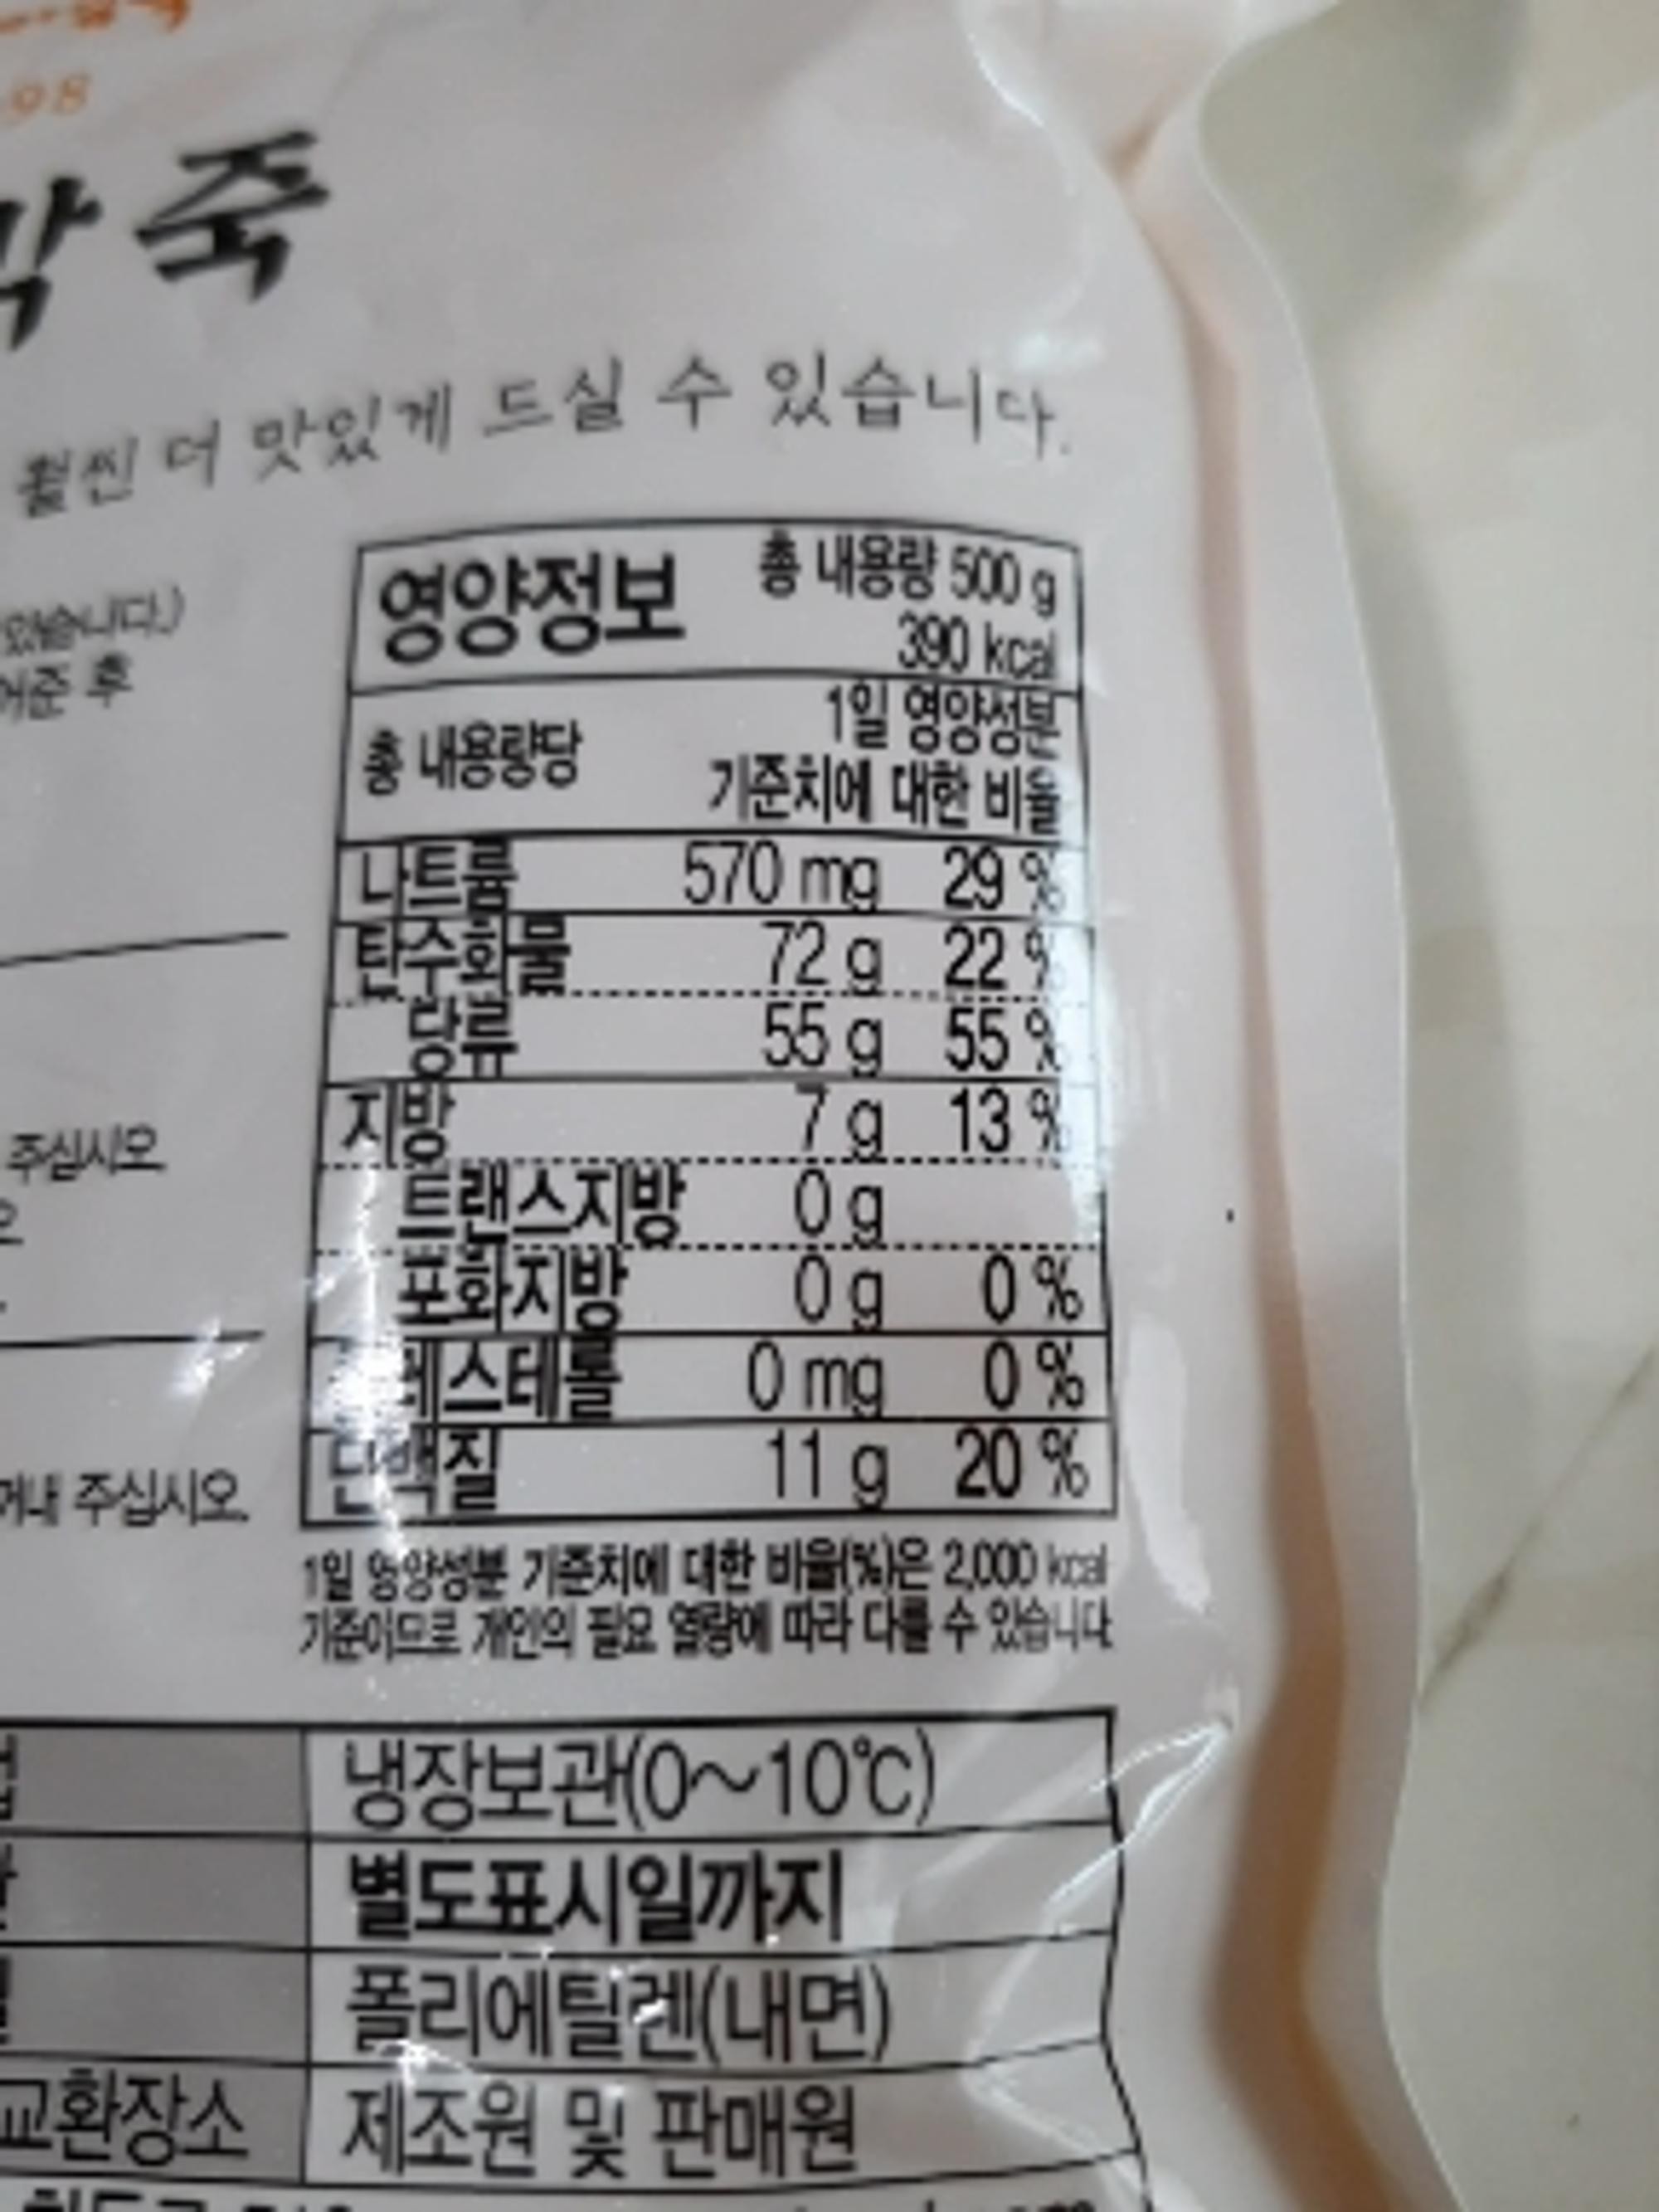 98
죽
훨씬 더 맛있게 드실 수 있습니다.
있습니다.)
어준 후
주십시오
주십시오.
영양정보 총 내용량 500 g
390 kcal
총 내용량당 1일 영양성분
기준치에 대한 비율
나트륨 570 mg 29 %
탄수화물 72 g 22 %
당류 55 g 55 %
지방 7 g 13 %
트랜스지방 0 g
포화지방 0 g 0 %
콜레스테롤 0 mg 0 %
단백질 11 g 20 %
1일 영양성분 기준치에 대한 비율(%)은 2,000 kcal
기준이므로 개인의 필요 열량에 따라 다를 수 있습니다
냉장보관(0~10℃)
별도표시일까지
폴리에틸렌(내면)
교환장소 제조원 및 판매원